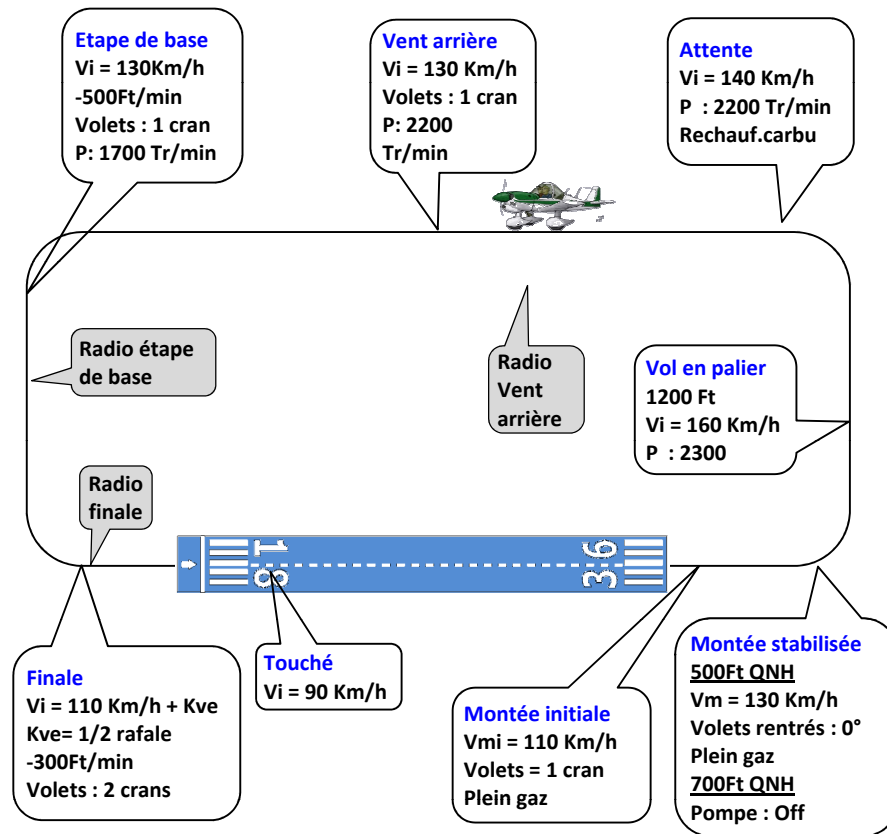 Etape de base
Vi = 130Km/h
-500Ft/min
Volets : 1 cran
P: 1700 Tr/min
Vent arrière
Vi = 130 Km/h
Volets : 1 cran
P: 2200
Tr/min
Attente
Vi = 140 Km/h
P : 2200 Tr/min
Rechauf.carbu
Radio étape
de base
Radio
Vent
arrière
Vol en palier
1200 Ft
Vi = 160 Km/h
P : 2300
Radio
finale
18
36
Finale
Vi = 110 Km/h + Kve
Kve= 1/2 rafale
-300Ft/min
Volets : 2 crans
Touché
Vi = 90 Km/h
Montée initiale
Vmi = 110 Km/h
Volets = 1 cran
Plein gaz
Montée stabilisée
500Ft QNH
Vm = 130 Km/h
Volets rentrés : 0°
Plein gaz
700Ft QNH
Pompe : Off